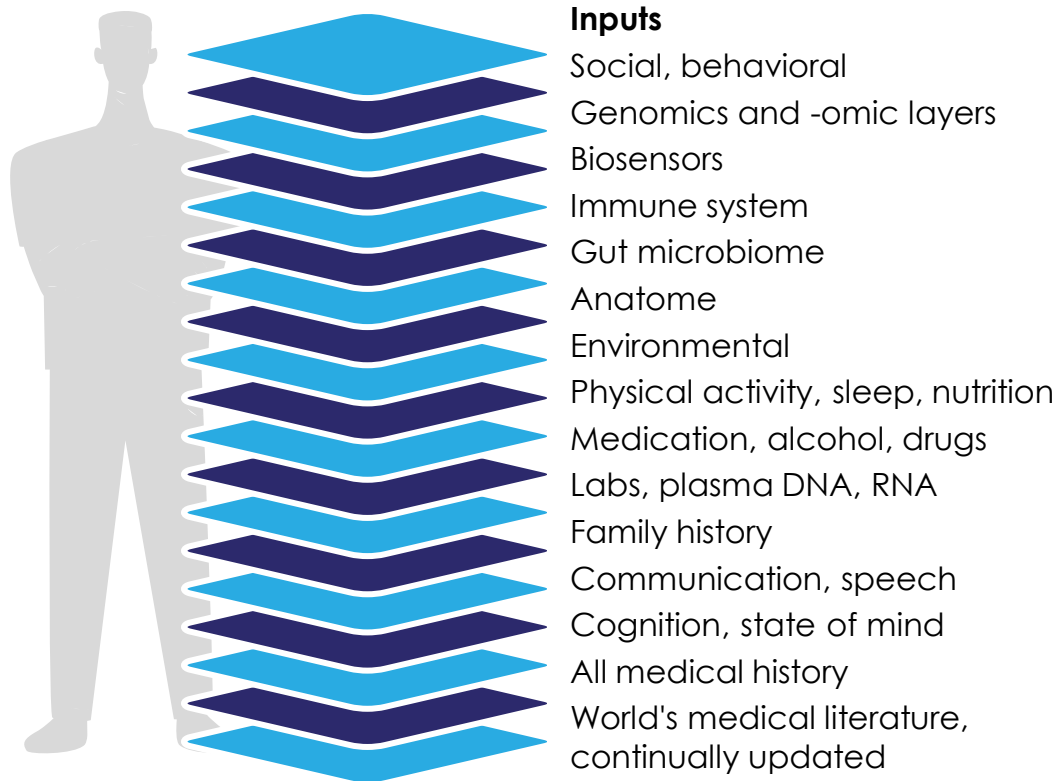 Inputs
Social, behavioral
Genomics and -omic layers
Biosensors
Immune system
Gut microbiome
Anatome
Environmental
Physical activity, sleep, nutrition
Medication, alcohol, drugs
Labs, plasma DNA, RNA
Family history
Communication, speech
Cognition, state of mind
All medical history
World's medical literature,
continually updated